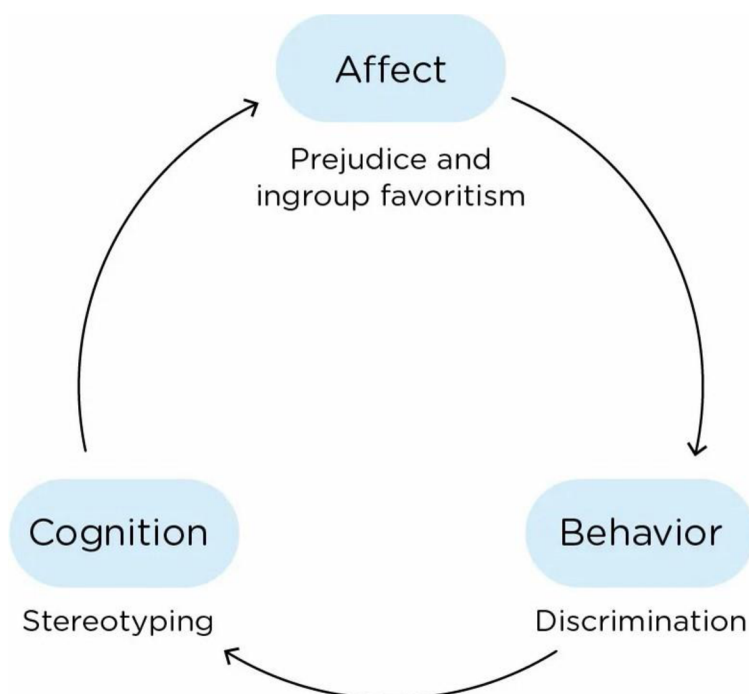 Affect
Prejudice and
ingroup favoritism
Cognition
Behavior
Stereotyping
Discrimination